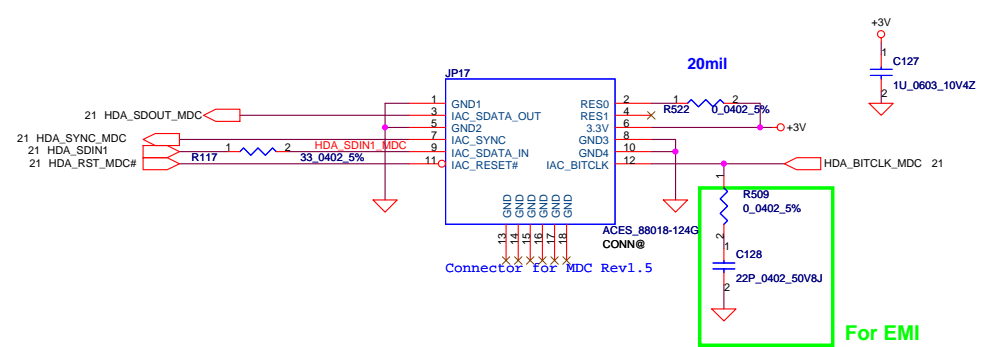 +3V
1
C127
1U_0603_10V4Z
2
20mil
JP17
1 GND1 RES0 2 1 2
R522 0_0402_5%
21 HDA_SDOUT_MDC 3 IAC_SDATA_OUT RES1 4
5 GND2 3.3V 6 +3V
21 HDA_SYNC_MDC 7 IAC_SYNC GND3 8
21 HDA_SDIN1 1 2 HDA_SDIN1_MDC 9 IAC_SDATA_IN GND4 10
R117 33_0402_5%
21 HDA_RST_MDC# 11 IAC_RESET# IAC_BITCLK 12 HDA_BITCLK_MDC 21
GND GND GND GND GND GND
13 14 15 16 17 18
ACES_88018-124G
CONN@
Connector for MDC Rev1.5
1
R509
0_0402_5%
2
1
C128
22P_0402_50V8J
2
For EMI